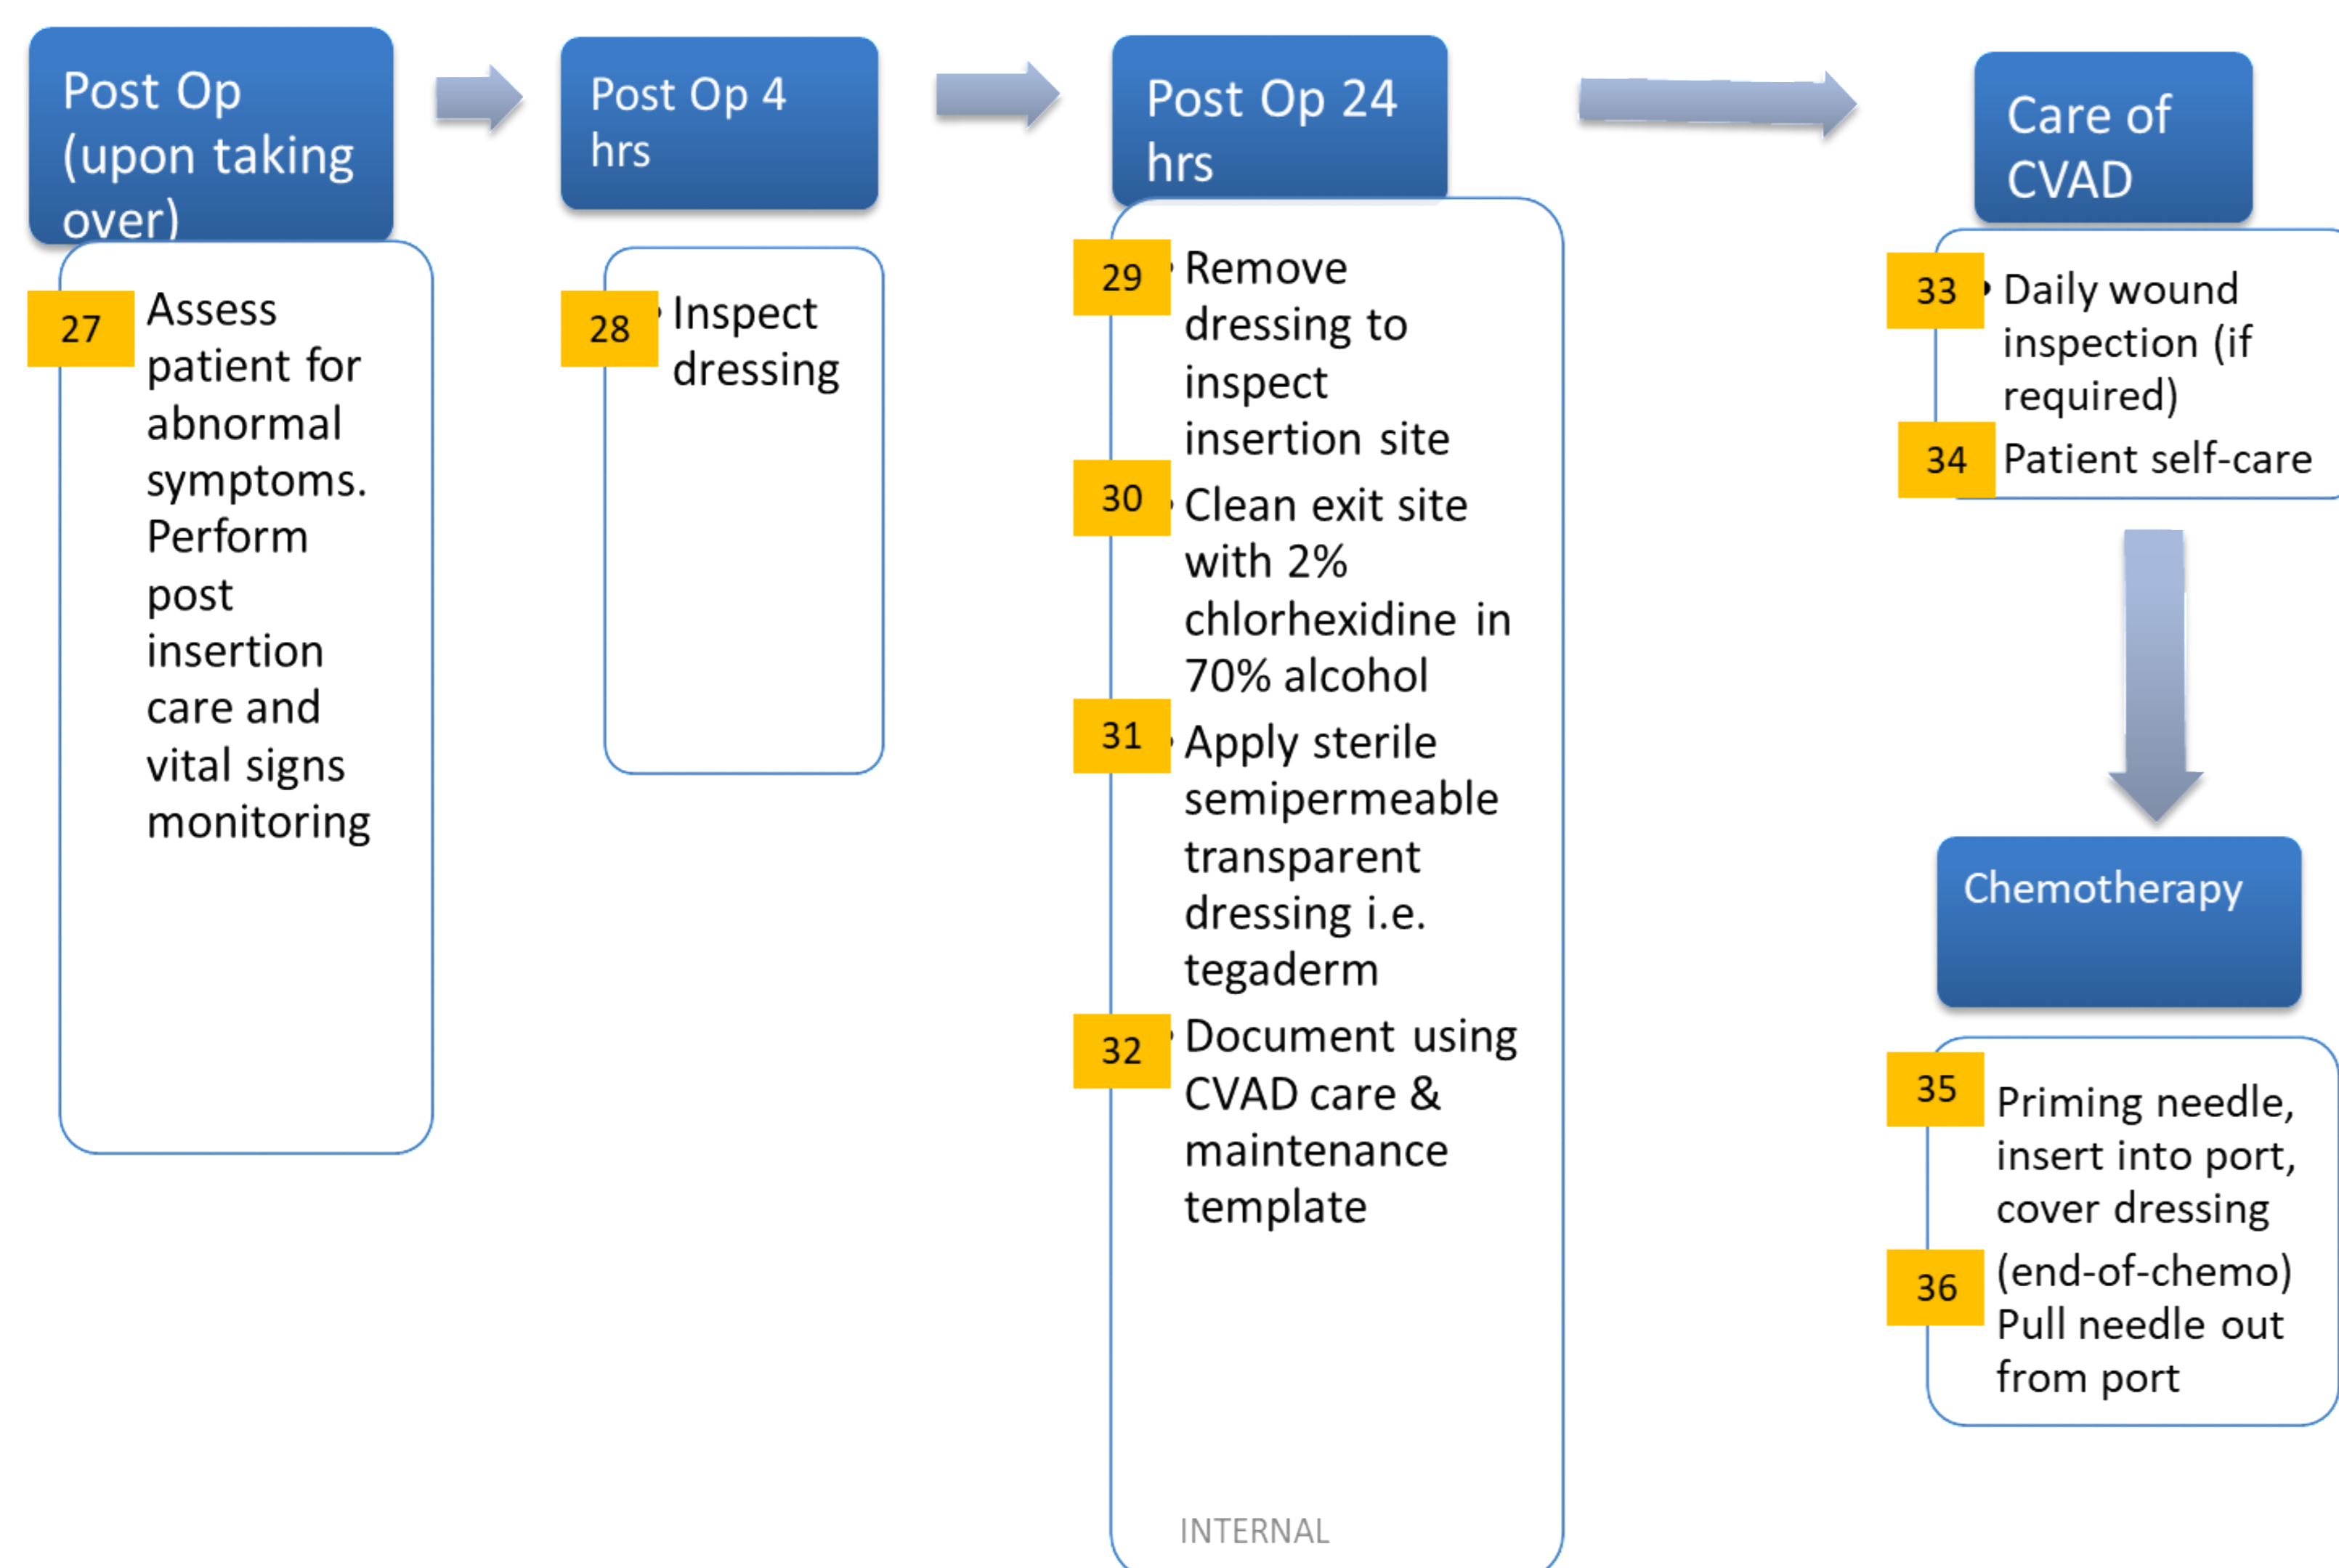 Post Op
(upon taking
over)
27
Assess
patient for
abnormal
symptoms.
Perform
post
insertion
care and
vital signs
monitoring
Post Op 4
hrs
28
Inspect
dressing
Post Op 24
hrs
29
Remove
dressing to
inspect
insertion site
30
Clean exit site
with 2%
chlorhexidine in
70% alcohol
31
Apply sterile
semipermeable
transparent
dressing i.e.
tegaderm
32
Document using
CVAD care &
maintenance
template
INTERNAL
Care of
CVAD
33
Daily wound
inspection (if
required)
34
Patient self-care
Chemotherapy
35
Priming needle,
insert into port,
cover dressing
36
(end-of-chemo)
Pull needle out
from port